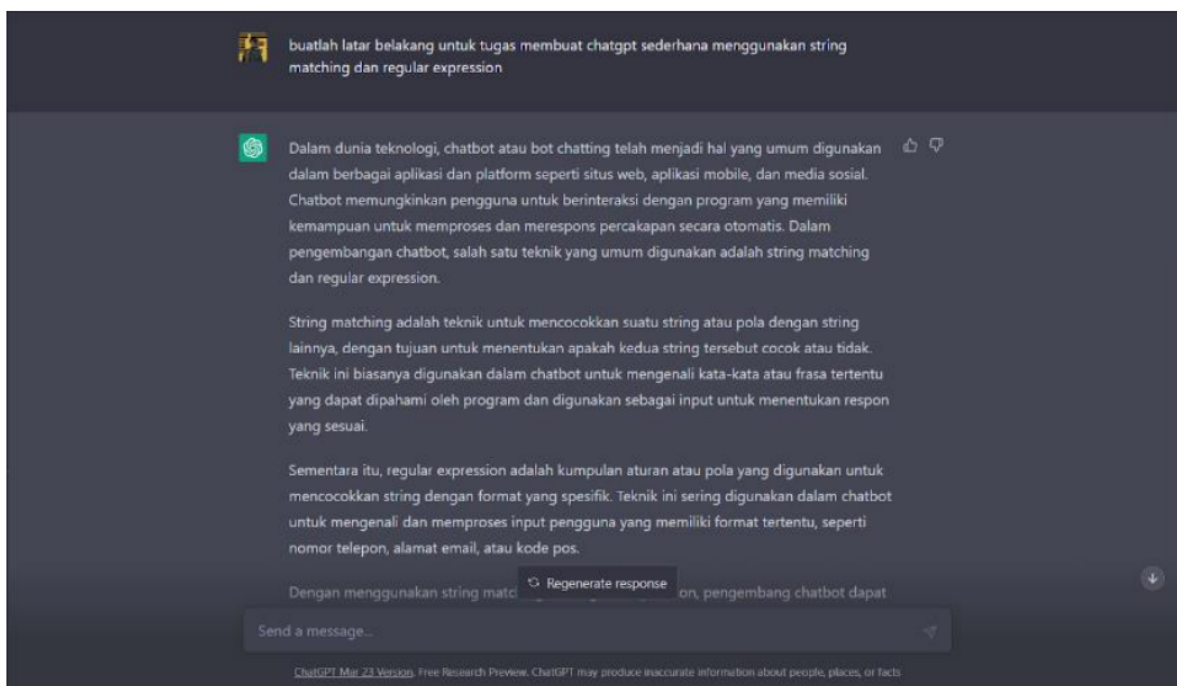 buatlah latar belakang untuk tugas membuat chatgpt sederhana menggunakan string
matching dan regular expression
Dalam dunia teknologi, chatbot atau bot chatting telah menjadi hal yang umum digunakan
dalam berbagai aplikasi dan platform seperti situs web, aplikasi mobile, dan media sosial.
Chatbot memungkinkan pengguna untuk berinteraksi dengan program yang memiliki
kemampuan untuk memproses dan merespons percakapan secara otomatis. Dalam
pengembangan chatbot, salah satu teknik yang umum digunakan adalah string matching
dan regular expression.
String matching adalah teknik untuk mencocokkan suatu string atau pola dengan string
lainnya, dengan tujuan untuk menentukan apakah kedua string tersebut cocok atau tidak.
Teknik ini biasanya digunakan dalam chatbot untuk mengenali kata-kata atau frasa tertentu
yang dapat dipahami oleh program dan digunakan sebagai input untuk menentukan respon
yang sesuai.
Sementara itu, regular expression adalah kumpulan aturan atau pola yang digunakan untuk
mencocokkan string dengan format yang spesifik. Teknik ini sering digunakan dalam chatbot
untuk mengenali dan memproses input pengguna yang memiliki format tertentu, seperti
nomor telepon, alamat email, atau kode pos.
Dengan menggunakan string pengembang chatbot dapat
Regenerate response
Send a message...
ChatGPT Mar 23 Version. Free Research Preview. ChatGPT may produce inaccurate information about people, places, or facts